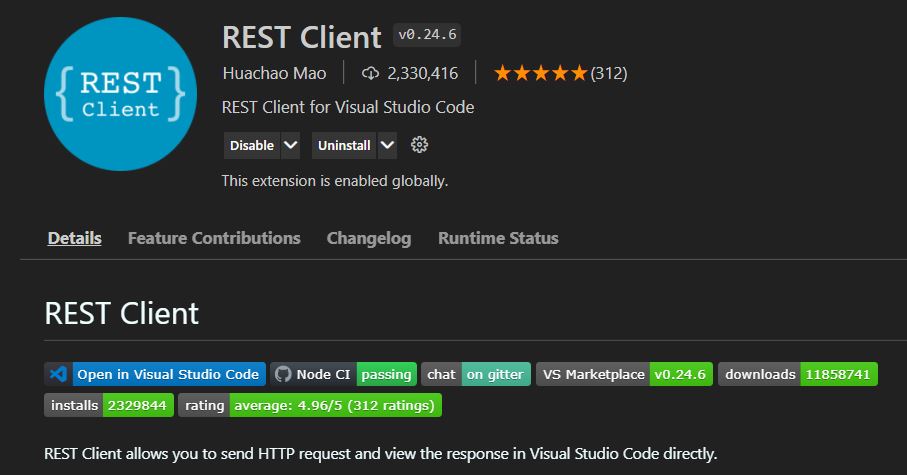 {REST Client}
REST Client v0.24.6
Huachao Mao 2,330,416 ★★★★★(312)
REST Client for Visual Studio Code
Disable Uninstall
This extension is enabled globally.
Details Feature Contributions Changelog Runtime Status
REST Client
Open in Visual Studio Code Node CI passing chat on gitter VS Marketplace v0.24.6 downloads 11858741
installs 2329844 rating average: 4.96/5 (312 ratings)
REST Client allows you to send HTTP request and view the response in Visual Studio Code directly.